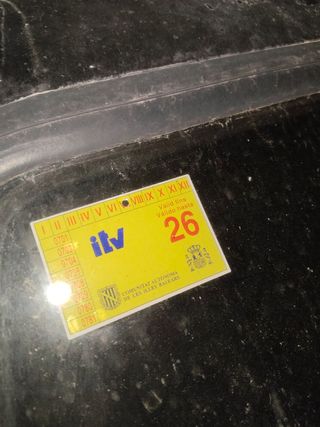 I II III IV V VI VIII IX X XI XII
0701
Vàlid fins
Válido hasta
26
itv
COMUNITAT AUTÒNOMA
DE LES ILLES BALEARS